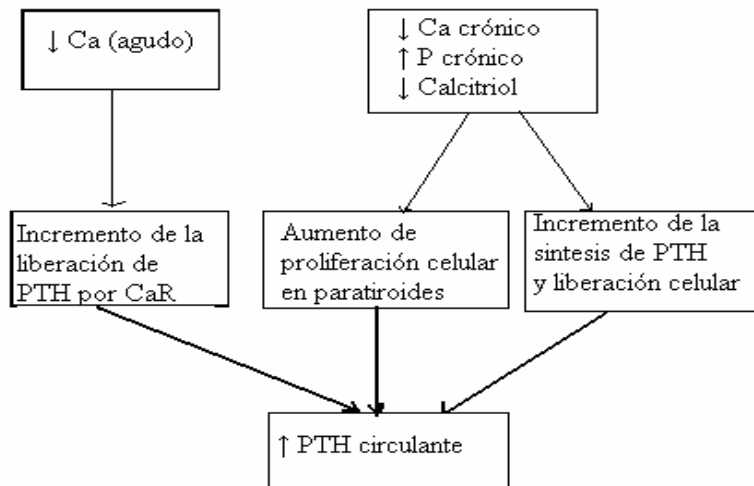 ↓ Ca (agudo)
↓ Ca crónico
↑ P crónico
↓ Calcitriol
Incremento de la
liberación de
PTH por CaR
Aumento de
proliferación celular
en paratiroides
Incremento de la
sintesis de PTH
y liberación celular
↑ PTH circulante